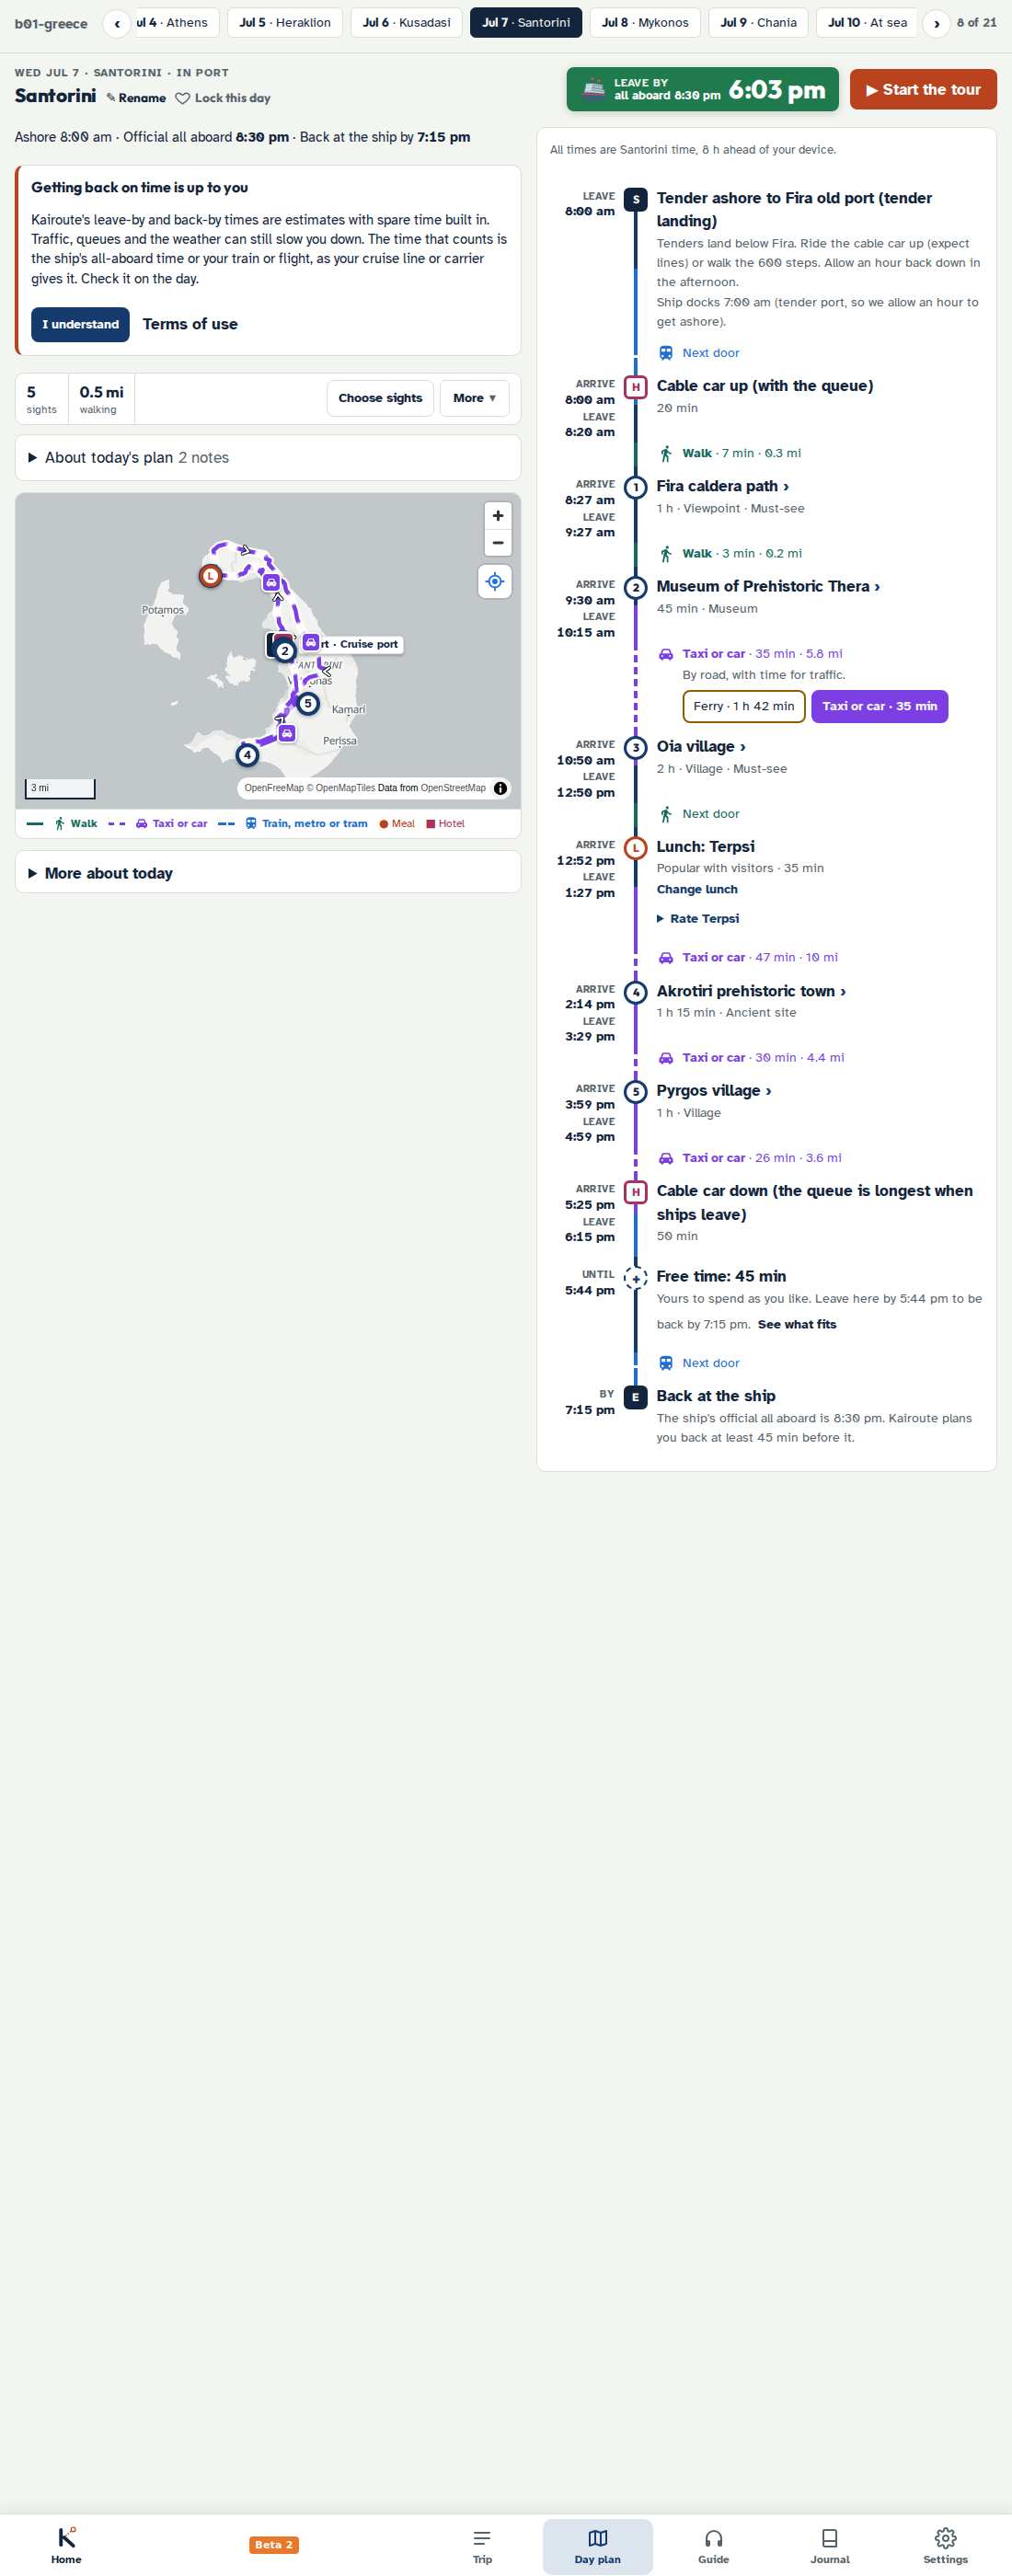 b01-greece
‹
ul 4 · Athens
Jul 5 · Heraklion
Jul 6 · Kusadasi
Jul 7 · Santorini
Jul 8 · Mykonos
Jul 9 · Chania
Jul 10 · At sea
›
8 of 21
WED JUL 7 · SANTORINI · IN PORT
Santorini
✎ Rename
Lock this day
LEAVE BY
all aboard 8:30 pm
6:03 pm
▶ Start the tour
Ashore 8:00 am · Official all aboard 8:30 pm · Back at the ship by 7:15 pm
Getting back on time is up to you
Kairoute's leave-by and back-by times are estimates with spare time built in.
Traffic, queues and the weather can still slow you down. The time that counts is
the ship's all-aboard time or your train or flight, as your cruise line or carrier
gives it. Check it on the day.
I understand
Terms of use
5
sights
0.5 mi
walking
Choose sights
More ▼
▶ About today's plan 2 notes
+
−
Potamos
L
2
rt · Cruise port
5
Kamari
Perissa
4
3 mi
OpenFreeMap © OpenMapTiles Data from OpenStreetMap
Walk
Taxi or car
Train, metro or tram
Meal
Hotel
▶ More about today
All times are Santorini time, 8 h ahead of your device.
LEAVE
8:00 am
S
Tender ashore to Fira old port (tender
landing)
Tenders land below Fira. Ride the cable car up (expect
lines) or walk the 600 steps. Allow an hour back down in
the afternoon.
Ship docks 7:00 am (tender port, so we allow an hour to
get ashore).
Next door
ARRIVE
8:00 am
LEAVE
8:20 am
H
Cable car up (with the queue)
20 min
Walk · 7 min · 0.3 mi
ARRIVE
8:27 am
LEAVE
9:27 am
1
Fira caldera path ›
1 h · Viewpoint · Must-see
Walk · 3 min · 0.2 mi
ARRIVE
9:30 am
LEAVE
10:15 am
2
Museum of Prehistoric Thera ›
45 min · Museum
Taxi or car · 35 min · 5.8 mi
By road, with time for traffic.
Ferry · 1 h 42 min
Taxi or car · 35 min
ARRIVE
10:50 am
LEAVE
12:50 pm
3
Oia village ›
2 h · Village · Must-see
Next door
ARRIVE
12:52 pm
LEAVE
1:27 pm
L
Lunch: Terpsi
Popular with visitors · 35 min
Change lunch
▶ Rate Terpsi
Taxi or car · 47 min · 10 mi
ARRIVE
2:14 pm
LEAVE
3:29 pm
4
Akrotiri prehistoric town ›
1 h 15 min · Ancient site
Taxi or car · 30 min · 4.4 mi
ARRIVE
3:59 pm
LEAVE
4:59 pm
5
Pyrgos village ›
1 h · Village
Taxi or car · 26 min · 3.6 mi
ARRIVE
5:25 pm
LEAVE
6:15 pm
H
Cable car down (the queue is longest when
ships leave)
50 min
UNTIL
5:44 pm
+
Free time: 45 min
Yours to spend as you like. Leave here by 5:44 pm to be
back by 7:15 pm. See what fits
Next door
BY
7:15 pm
E
Back at the ship
The ship's official all aboard is 8:30 pm. Kairoute plans
you back at least 45 min before it.
Home
Beta 2
Trip
Day plan
Guide
Journal
Settings